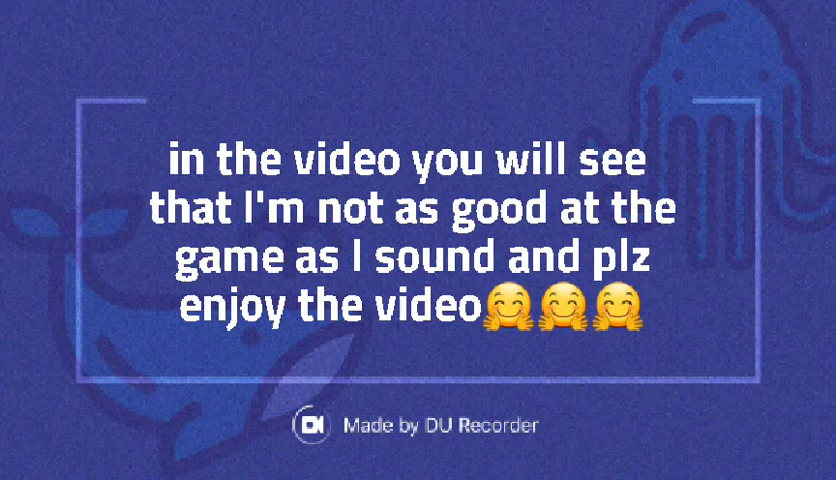 in the video you will see
that I'm not as good at the
game as I sound and plz
enjoy the video🤗🤗🤗
Made by DU Recorder